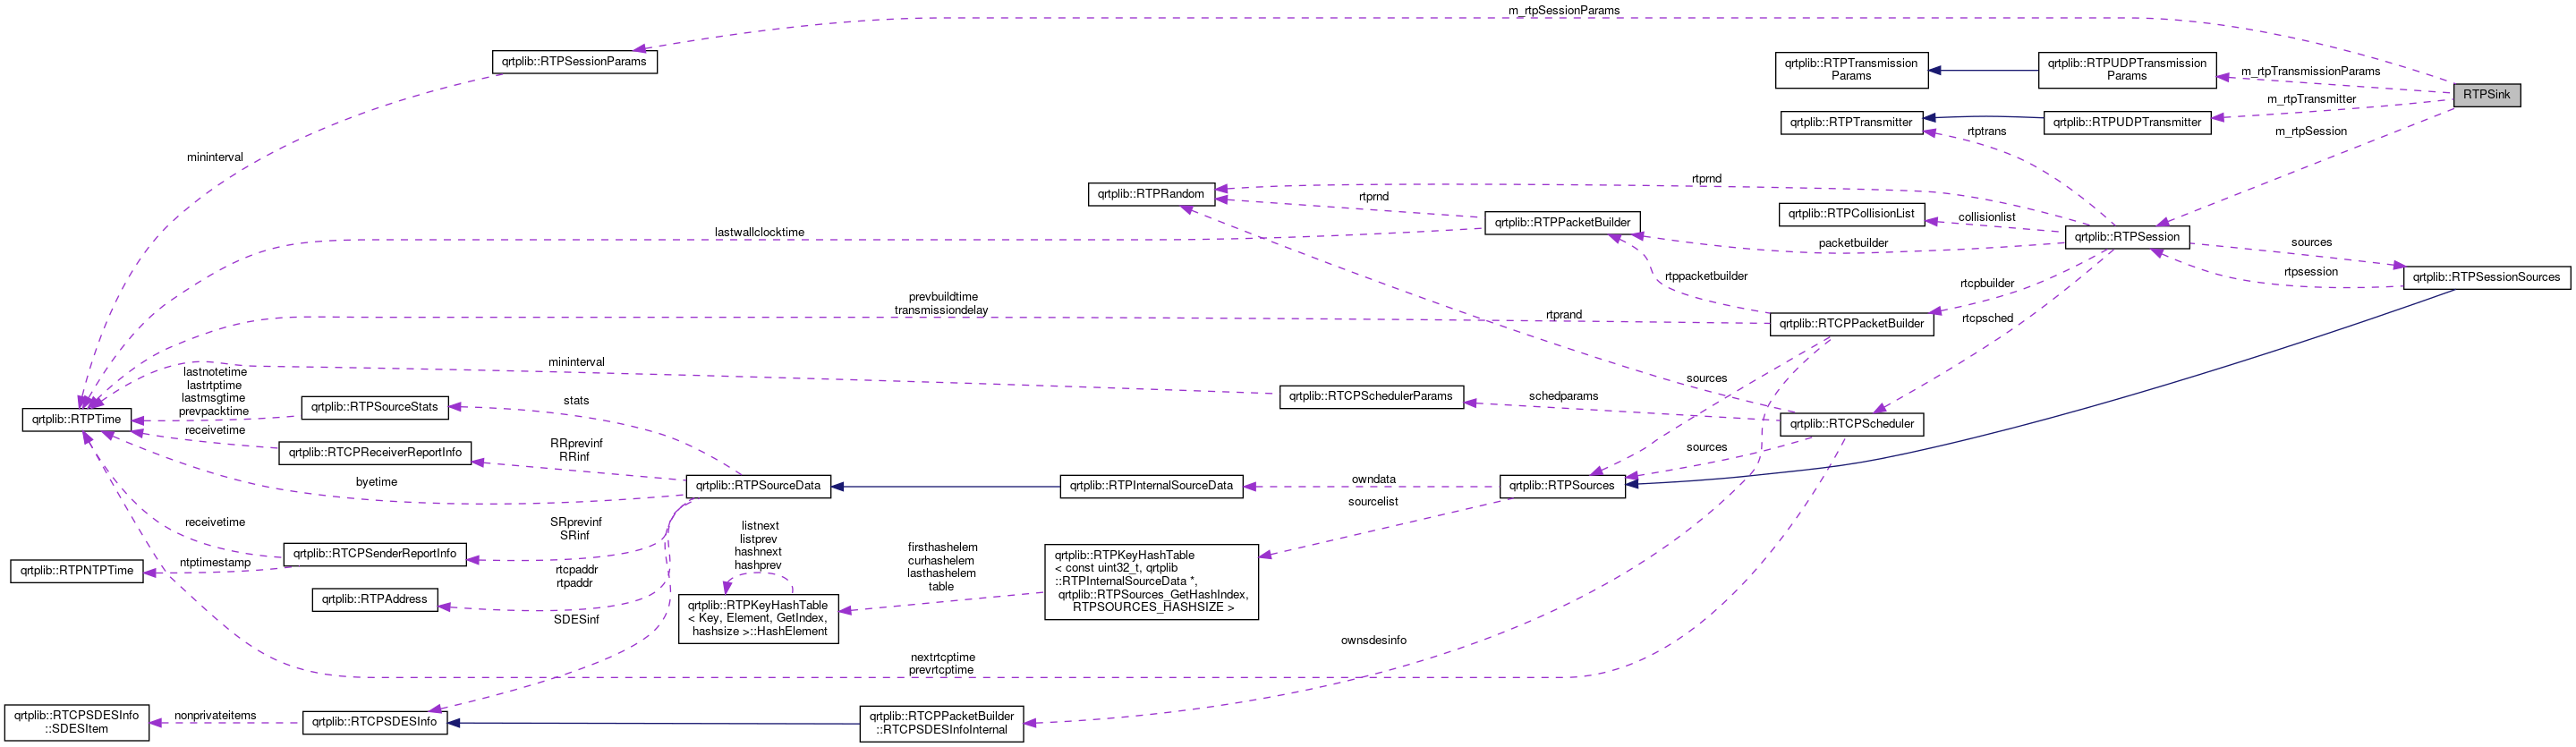 m_rtpSessionParams
qrtplib::RTPSessionParams
qrtplib::RTPTransmission
Params
qrtplib::RTPUDPTransmission
Params
m_rtpTransmissionParams
RTPSink
m_rtpTransmitter
qrtplib::RTPTransmitter
qrtplib::RTPUDPTransmitter
rtptrans
m_rtpSession
mininterval
qrtplib::RTPRandom
rtprnd
rtprnd
qrtplib::RTPPacketBuilder
qrtplib::RTPCollisionList
collisionlist
lastwallclocktime
packetbuilder
qrtplib::RTPSession
sources
rtpsession
qrtplib::RTPSessionSources
rtppacketbuilder
rtcpbuilder
prevbuildtime
transmissiondelay
rtprand
qrtplib::RTCPPacketBuilder
rtcpsched
mininterval
lastnotetime
lastrtptime
lastmsgtime
prevpacktime
sources
qrtplib::RTPTime
qrtplib::RTPSourceStats
stats
qrtplib::RTCPSchedulerParams
schedparams
qrtplib::RTCPScheduler
receivetime
qrtplib::RTCPReceiverReportInfo
RRprevinf
RRinf
sources
byetime
qrtplib::RTPSourceData
qrtplib::RTPInternalSourceData
owndata
qrtplib::RTPSources
sourcelist
receivetime
SRprevinf
SRinf
listnext
listprev
hashnext
hashprev
qrtplib::RTPNTPTime
ntptimestamp
qrtplib::RTCPSenderReportInfo
firsthashelem
curhashelem
lasthashelem
table
qrtplib::RTPKeyHashTable
< const uint32_t, qrtplib
::RTPInternalSourceData *,
qrtplib::RTPSources_GetHashIndex,
RTPSOURCES_HASHSIZE >
rtcpaddr
rtpaddr
qrtplib::RTPAddress
qrtplib::RTPKeyHashTable
< Key, Element, GetIndex,
hashsize >::HashElement
SDESinf
ownsdesinfo
nextrtcptime
prevrtcptime
qrtplib::RTCPSDESInfo
::SDESItem
nonprivateitems
qrtplib::RTCPSDESInfo
qrtplib::RTCPPacketBuilder
::RTCPSDESInfoInternal